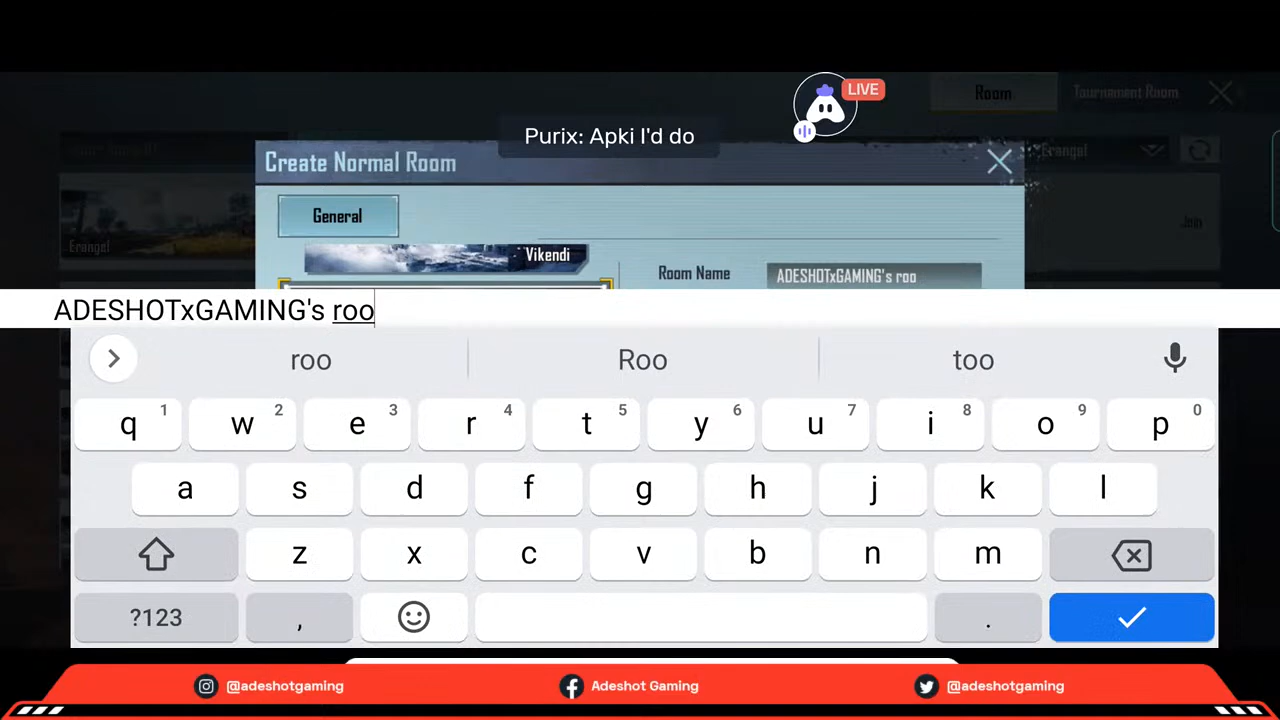 LIVE
Room
Tournament Room
Purix: Apki I'd do
Create Normal Room
Erangel
General
Join
Erangel
Vikendi
Room Name
ADESHOTxGAMING's roo
ADESHOTxGAMING's roo
roo Roo too
q 1 w 2 e 3 r 4 t 5 y 6 u 7 i 8 o 9 p 0
a s d f g h j k l
z x c v b n m
?123 , .
@adeshotgaming Adeshot Gaming @adeshotgaming